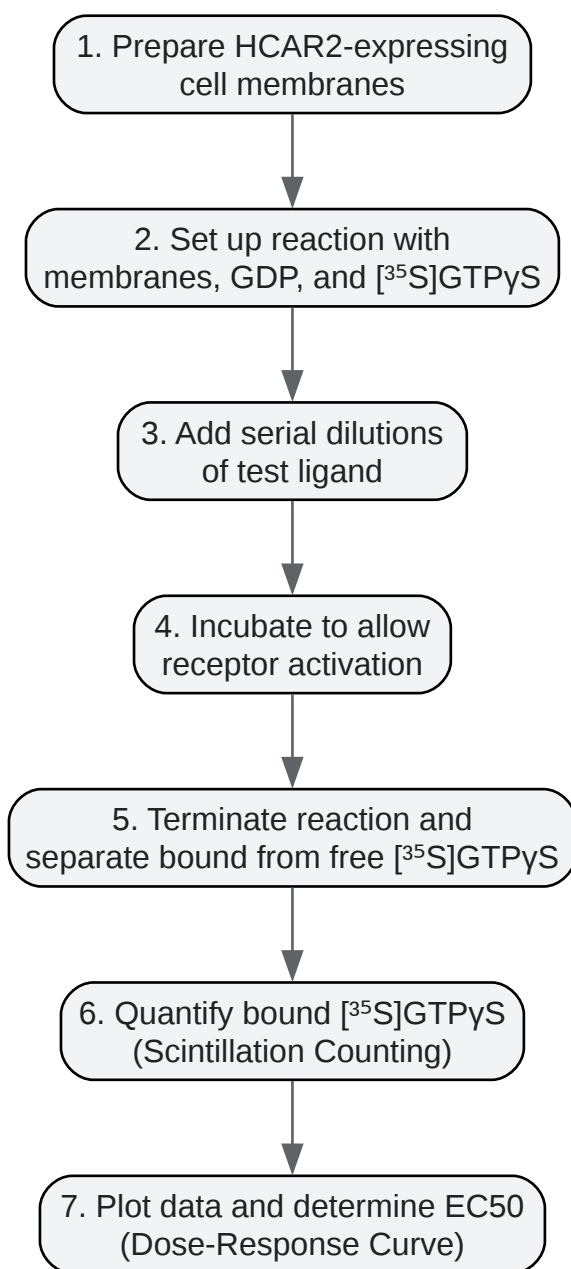 1. Prepare HCAR2-expressing
cell membranes
2. Set up reaction with
membranes, GDP, and [³⁵S]GTPγS
3. Add serial dilutions
of test ligand
4. Incubate to allow
receptor activation
5. Terminate reaction and
separate bound from free [³⁵S]GTPγS
6. Quantify bound [³⁵S]GTPγS
(Scintillation Counting)
7. Plot data and determine EC50
(Dose-Response Curve)